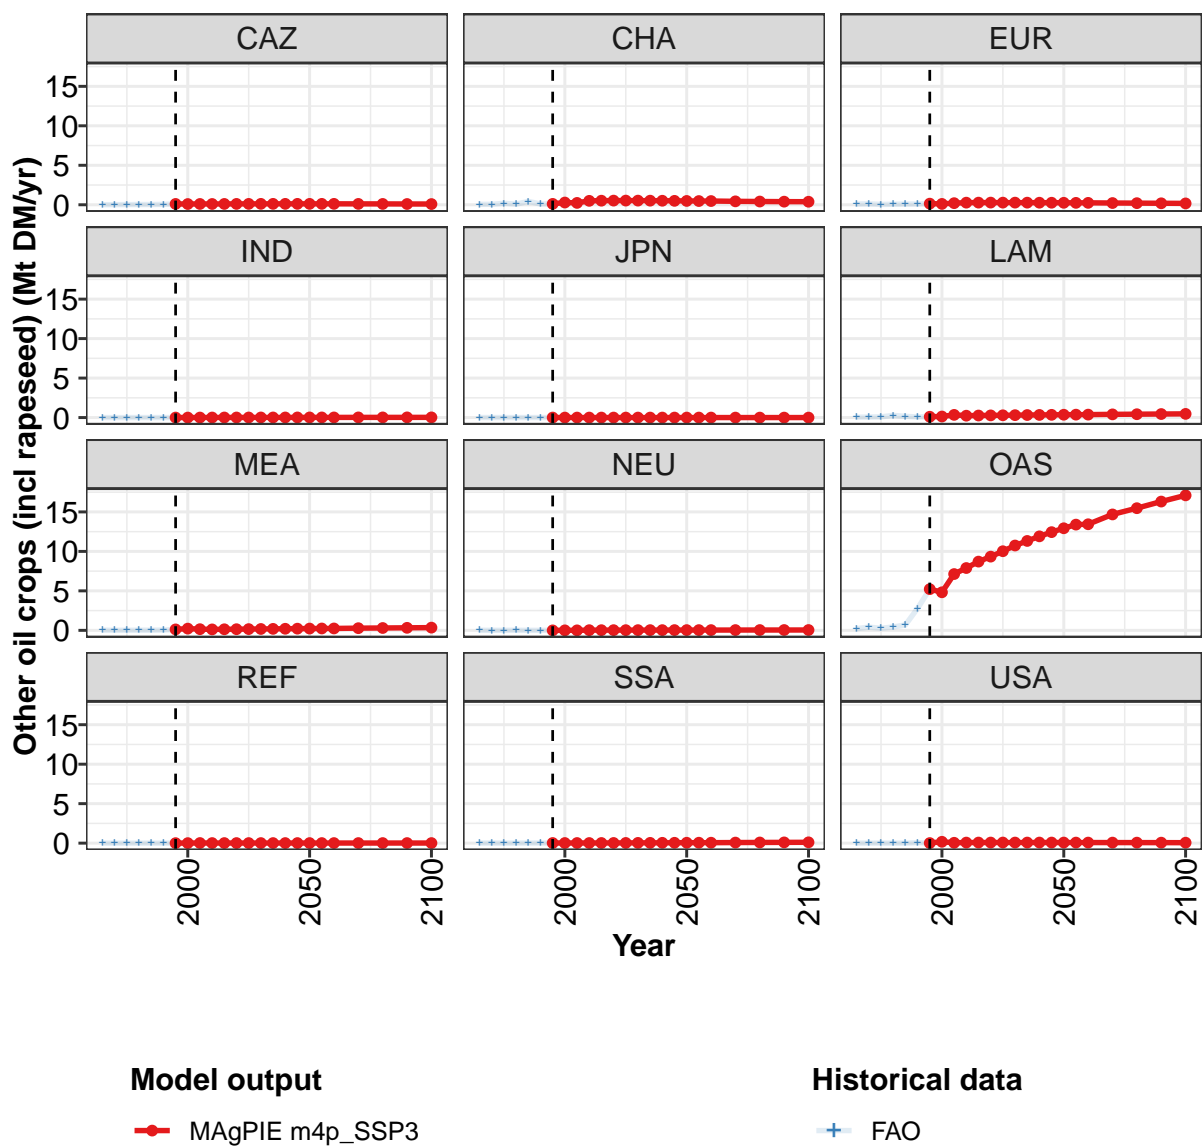 CAZ CHA EUR
15
10
5
0
IND JPN LAM
15
10
5
0
MEA NEU OAS
15
10
5
0
REF SSA USA
15
10
5
0
2000 2050 2100 2000 2050 2100 2000 2050 2100
Year
Other oil crops (incl rapeseed) (Mt DM/yr)
Model output Historical data
MAgPIE m4p_SSP3 FAO